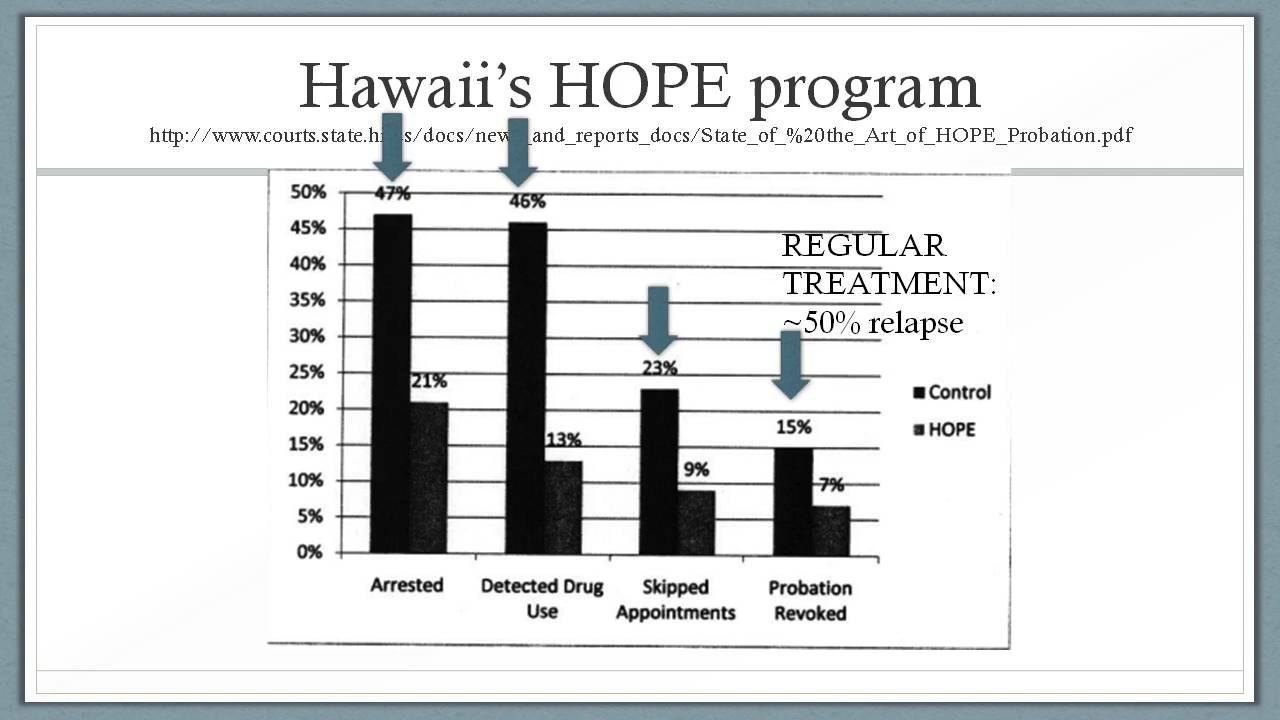 Hawaii's HOPE program
http://www.courts.state.hi.us/docs/news_and_reports_docs/State_of_%20the_Art_of_HOPE_Probation.pdf
50%
45%
40%
35%
30%
25%
20%
15%
10%
5%
0%
47%
21%
46%
13%
23%
9%
15%
7%
REGULAR
TREATMENT:
~50% relapse
Control
HOPE
Arrested
Detected Drug
Use
Skipped
Appointments
Probation
Revoked